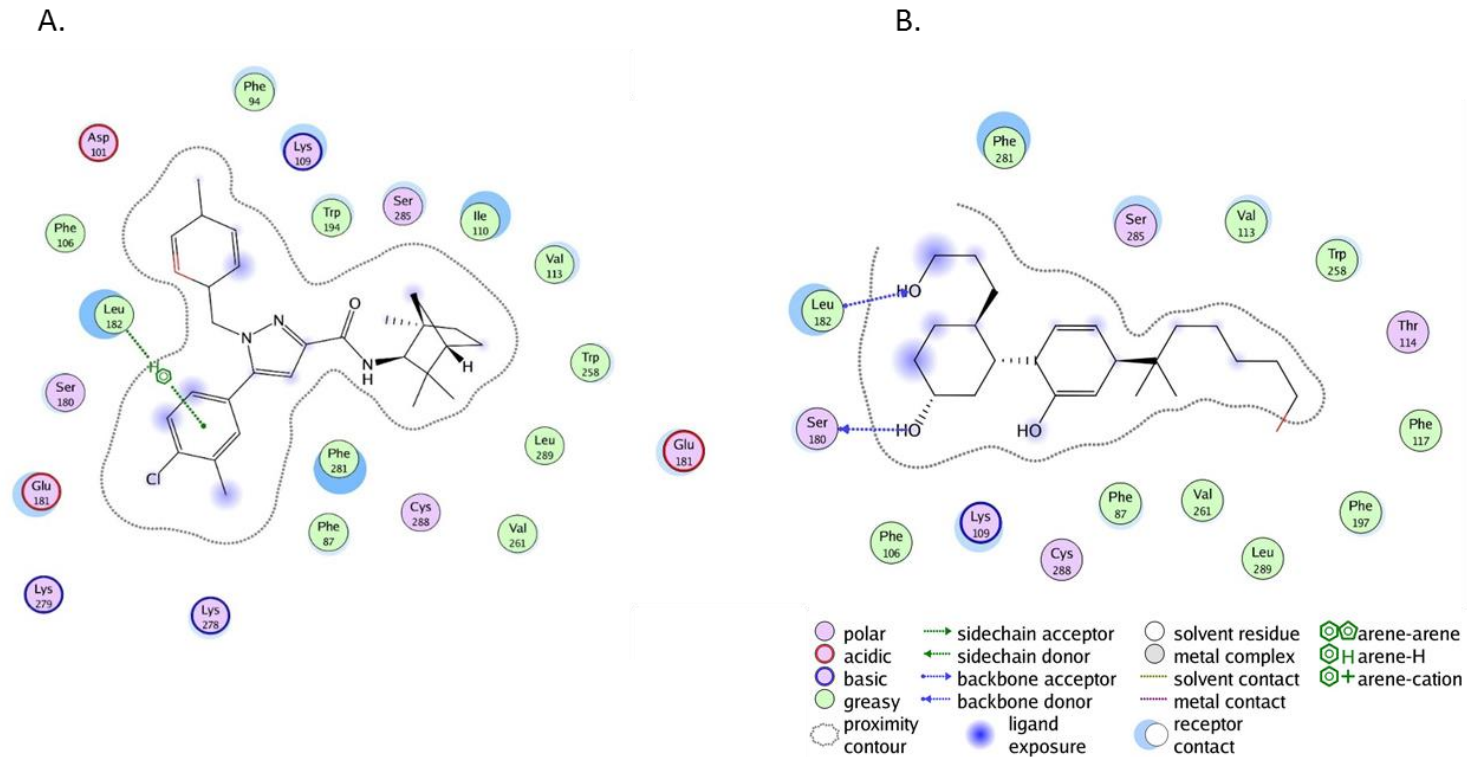 A.
B.
Phe
94
Asp
101
Lys
109
Trp
194
Ser
285
Ile
110
Phe
106
Val
113
Leu
182
H
O
N
N
N
H
H
Trp
258
Ser
180
Cl
Glu
181
Phe
281
Leu
289
Phe
87
Cys
288
Val
261
Lys
279
Lys
278
Phe
281
Ser
285
Val
113
Trp
258
Leu
182
HO
Thr
114
Ser
180
HO
HO
Phe
117
Glu
181
Phe
106
Lys
109
Cys
288
Phe
87
Val
261
Leu
289
Phe
197
polar
acidic
basic
greasy
proximity
contour
sidechain acceptor
sidechain donor
backbone acceptor
backbone donor
ligand
exposure
solvent residue
metal complex
solvent contact
metal contact
receptor
contact
arene-arene
H arene-H
+ arene-cation